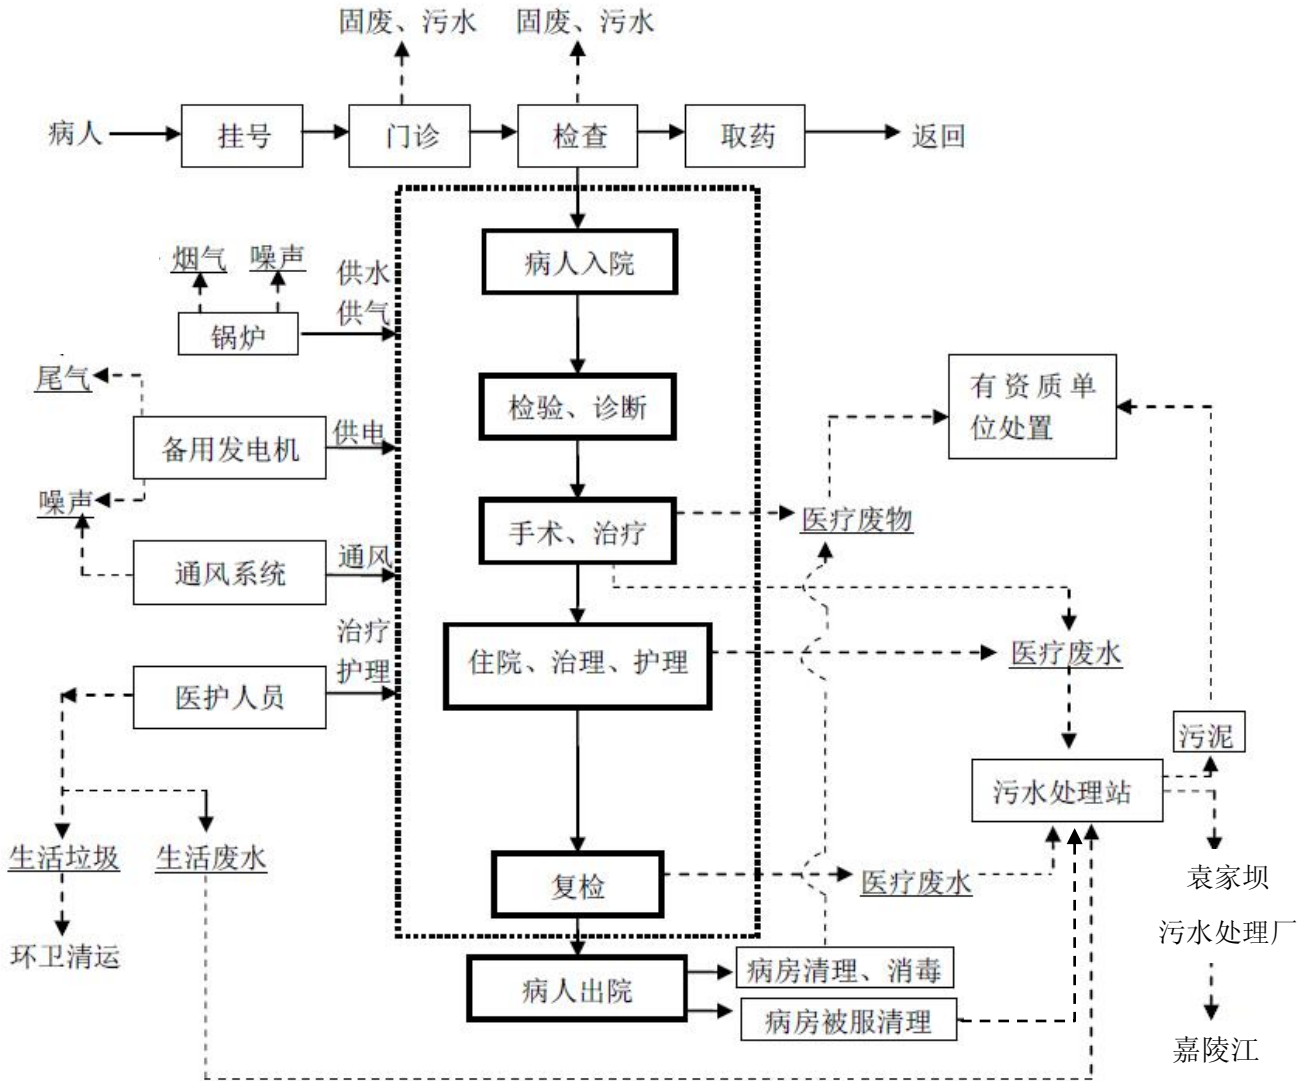 固废、污水
固废、污水
病人
挂号
门诊
检查
取药
返回
病人入院
烟气
噪声
供水
供气
锅炉
尾气
检验、诊断
有资质单
位处置
备用发电机
供电
噪声
手术、治疗
医疗废物
通风系统
通风
治疗
护理
住院、治理、护理
医疗废水
医护人员
污泥
污水处理站
生活垃圾
生活废水
复检
医疗废水
袁家坝
污水处理厂
环卫清运
病人出院
病房清理、消毒
病房被服清理
嘉陵江